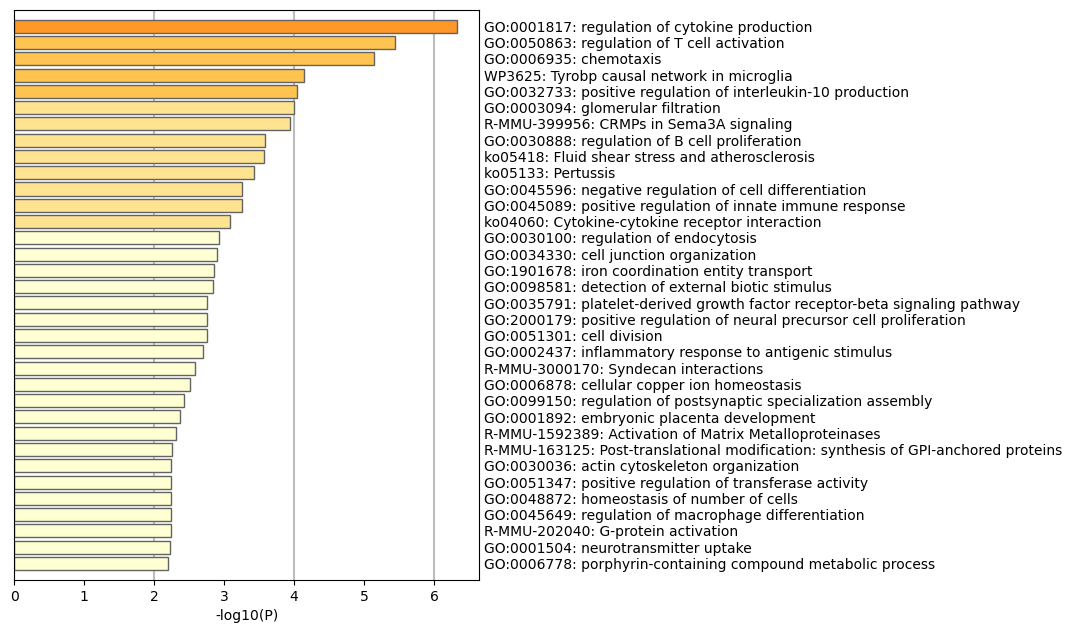 GO:0001817: regulation of cytokine production
GO:0050863: regulation of T cell activation
GO:0006935: chemotaxis
WP3625: Tyrobp causal network in microglia
GO:0032733: positive regulation of interleukin-10 production
GO:0003094: glomerular filtration
R-MMU-399956: CRMPs in Sema3A signaling
GO:0030888: regulation of B cell proliferation
ko05418: Fluid shear stress and atherosclerosis
ko05133: Pertussis
GO:0045596: negative regulation of cell differentiation
GO:0045089: positive regulation of innate immune response
ko04060: Cytokine-cytokine receptor interaction
GO:0030100: regulation of endocytosis
GO:0034330: cell junction organization
GO:1901678: iron coordination entity transport
GO:0098581: detection of external biotic stimulus
GO:0035791: platelet-derived growth factor receptor-beta signaling pathway
GO:2000179: positive regulation of neural precursor cell proliferation
GO:0051301: cell division
GO:0002437: inflammatory response to antigenic stimulus
R-MMU-3000170: Syndecan interactions
GO:0006878: cellular copper ion homeostasis
GO:0099150: regulation of postsynaptic specialization assembly
GO:0001892: embryonic placenta development
R-MMU-1592389: Activation of Matrix Metalloproteinases
R-MMU-163125: Post-translational modification: synthesis of GPI-anchored proteins
GO:0030036: actin cytoskeleton organization
GO:0051347: positive regulation of transferase activity
GO:0048872: homeostasis of number of cells
GO:0045649: regulation of macrophage differentiation
R-MMU-202040: G-protein activation
GO:0001504: neurotransmitter uptake
GO:0006778: porphyrin-containing compound metabolic process
0 1 2 3 4 5 6
-log10(P)